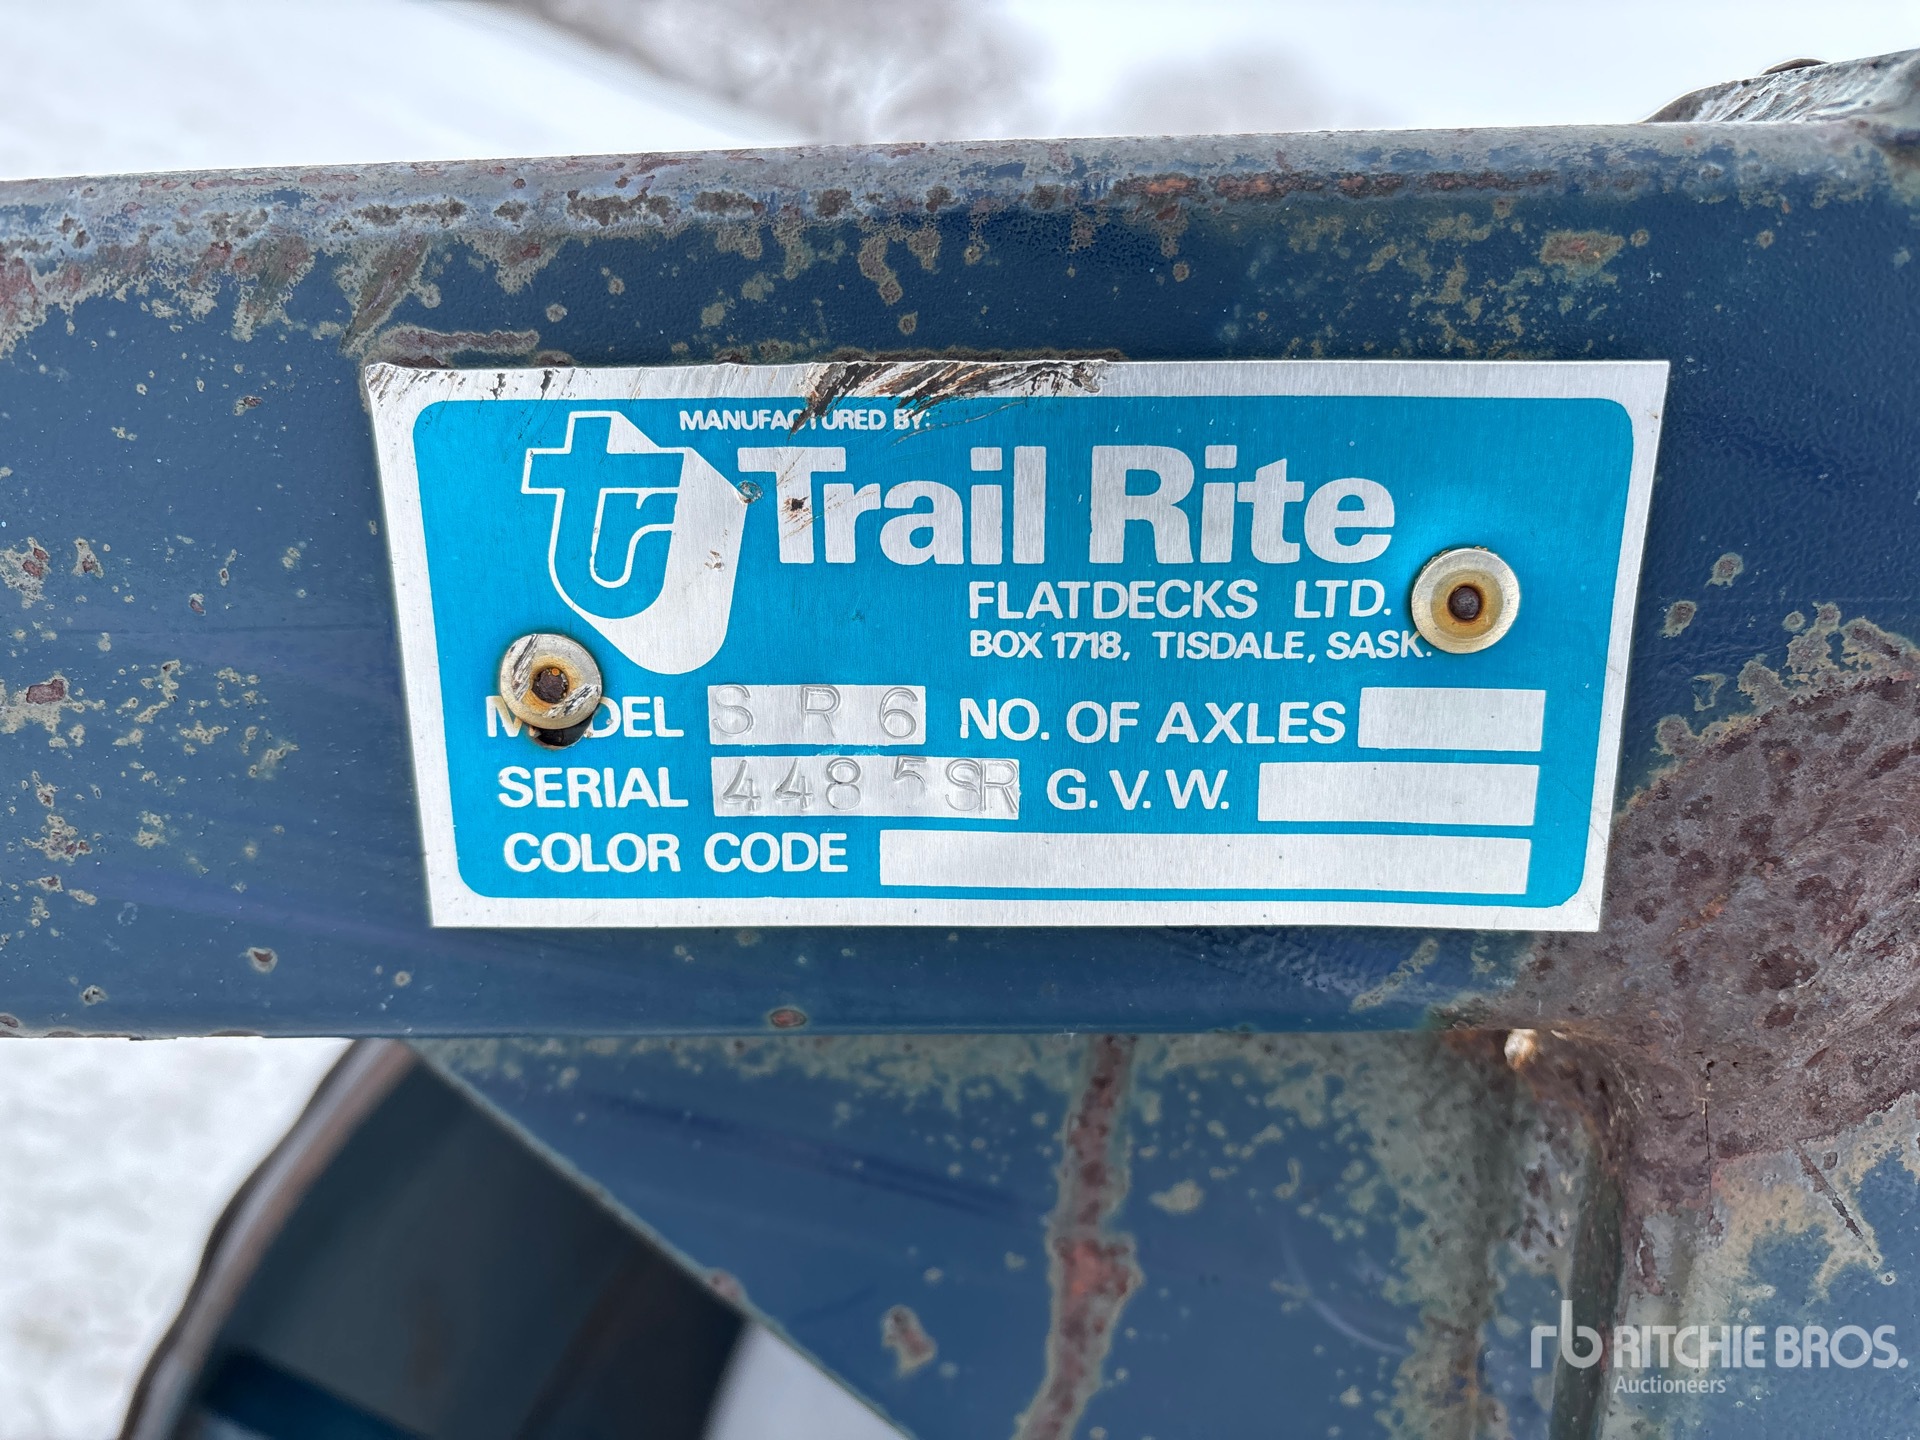 MANUFACTURED BY:
tr Trail Rite
FLATDECKS LTD.
BOX 1718, TISDALE, SASK.
MODEL SR6 NO. OF AXLES
SERIAL 4485SR G.V.W.
COLOR CODE
rb RITCHIE BROS.
Auctioneers